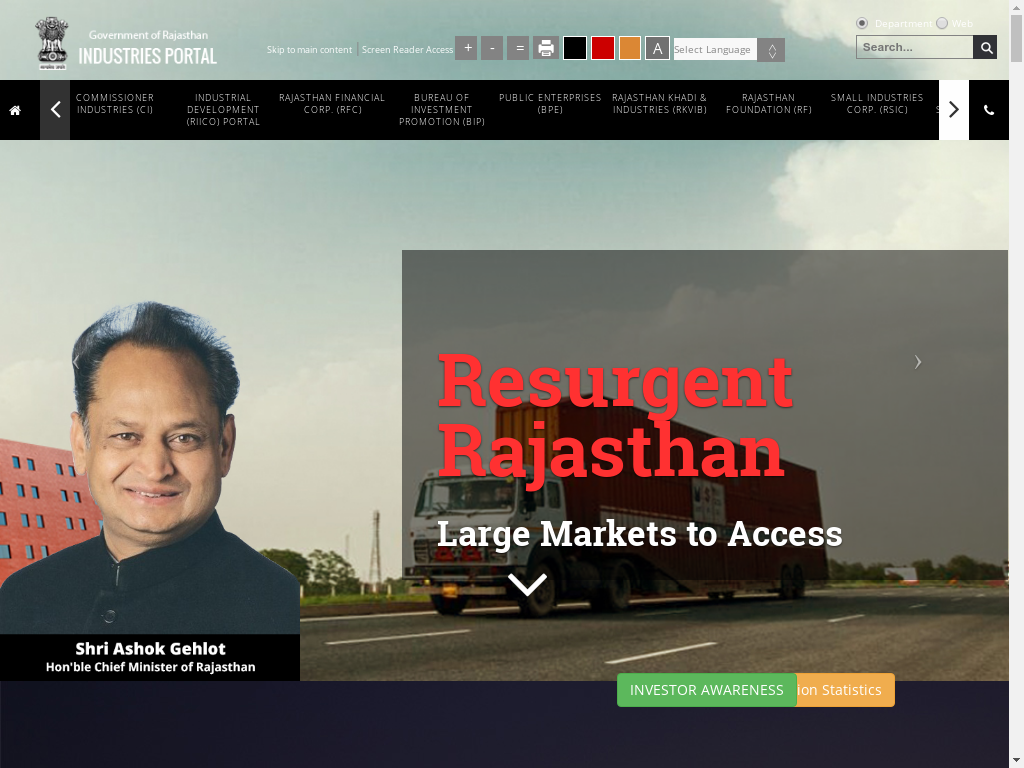 Government of Rajasthan
INDUSTRIES PORTAL
Skip to main content
Screen Reader Access
+
-
=
A
Select Language
Department
Web
Search...
COMMISSIONER
INDUSTRIES (CI)
INDUSTRIAL
DEVELOPMENT
(RIICO) PORTAL
RAJASTHAN FINANCIAL
CORP. (RFC)
BUREAU OF
INVESTMENT
PROMOTION (BIP)
PUBLIC ENTERPRISES
(BPE)
RAJASTHAN KHADI &
INDUSTRIES (RKVIB)
RAJASTHAN
FOUNDATION (RF)
SMALL INDUSTRIES
CORP. (RSIC)
Resurgent
Rajasthan
Large Markets to Access
Shri Ashok Gehlot
Hon'ble Chief Minister of Rajasthan
INVESTOR AWARENESS
ion Statistics